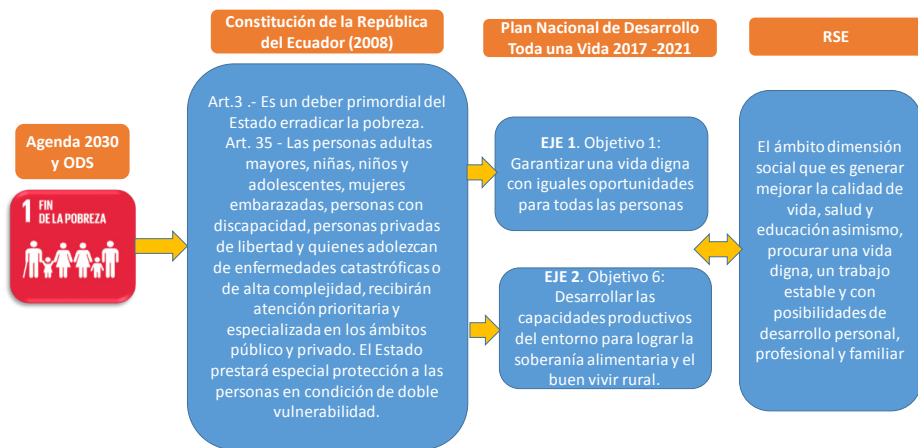 Agenda 2030
y ODS
1 FIN
DE LA POBREZA
Constitución de la República
del Ecuador (2008)
Art.3 .- Es un deber primordial del
Estado erradicar la pobreza.
Art. 35 - Las personas adultas
mayores, niñas, niños y
adolescentes, mujeres
embarazadas, personas con
discapacidad, personas privadas
de libertad y quienes adolezcan
de enfermedades catastróficas o
de alta complejidad, recibirán
atención prioritaria y
especializada en los ámbitos
público y privado. El Estado
prestará especial protección a las
personas en condición de doble
vulnerabilidad.
Plan Nacional de Desarrollo
Toda una Vida 2017 -2021
EJE 1. Objetivo 1:
Garantizar una vida digna
con iguales oportunidades
para todas las personas
EJE 2. Objetivo 6:
Desarrollar las
capacidades productivos
del entorno para lograr la
soberanía alimentaria y el
buen vivir rural.
RSE
El ámbito dimensión
social que es generar
mejorar la calidad de
vida, salud y
educación asimismo,
procurar una vida
digna, un trabajo
estable y con
posibilidades de
desarrollo personal,
profesional y familiar